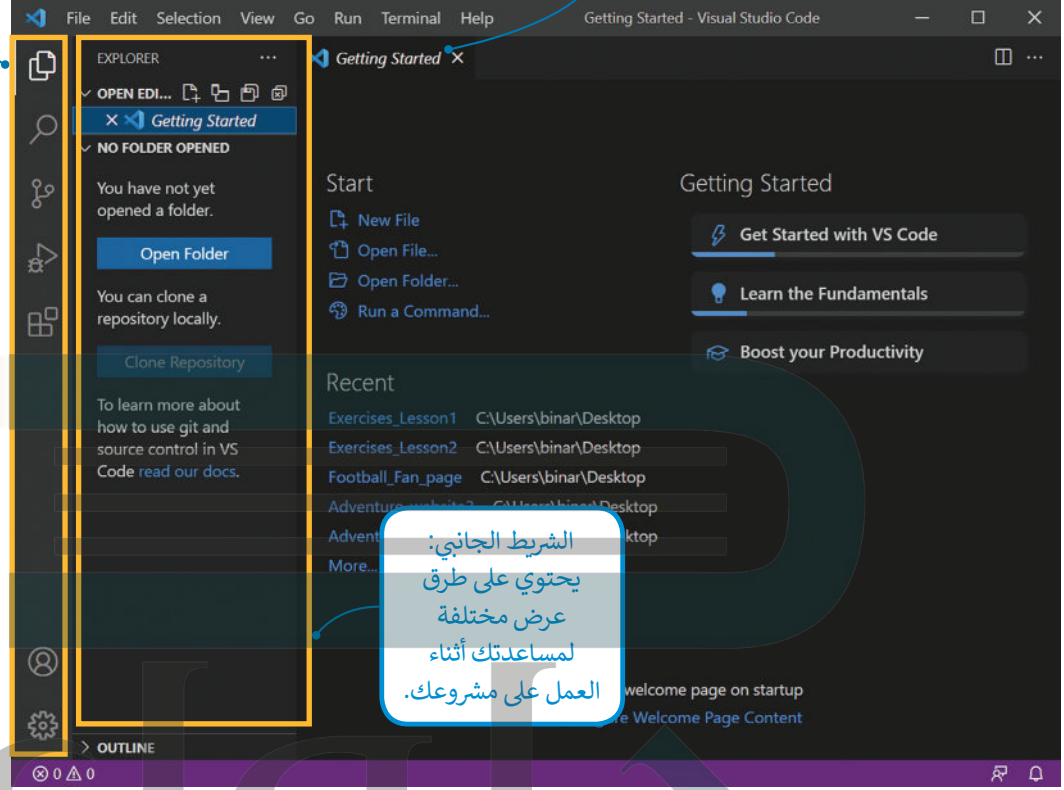 File Edit Selection View Go Run Terminal Help Getting Started - Visual Studio Code
EXPLORER
Getting Started
OPEN EDI...
Getting Started
NO FOLDER OPENED
You have not yet
opened a folder.
Open Folder
You can clone a
repository locally.
Clone Repository
To learn more about
how to use git and
source control in VS
Code read our docs.
OUTLINE
Start
New File
Open File...
Open Folder...
Run a Command...
Recent
Exercises_Lesson1 C:\Users\binar\Desktop
Exercises_Lesson2 C:\Users\binar\Desktop
Football_Fan_page C:\Users\binar\Desktop
Adventure_website2 C:\Users\binar\Desktop
More...
Getting Started
Get Started with VS Code
Learn the Fundamentals
Boost your Productivity
الشريط الجانبي:
يحتوي على طرق
عرض مختلفة
لمساعدتك أثناء
العمل على مشروعك.
welcome page on startup
Welcome Page Content
0 0